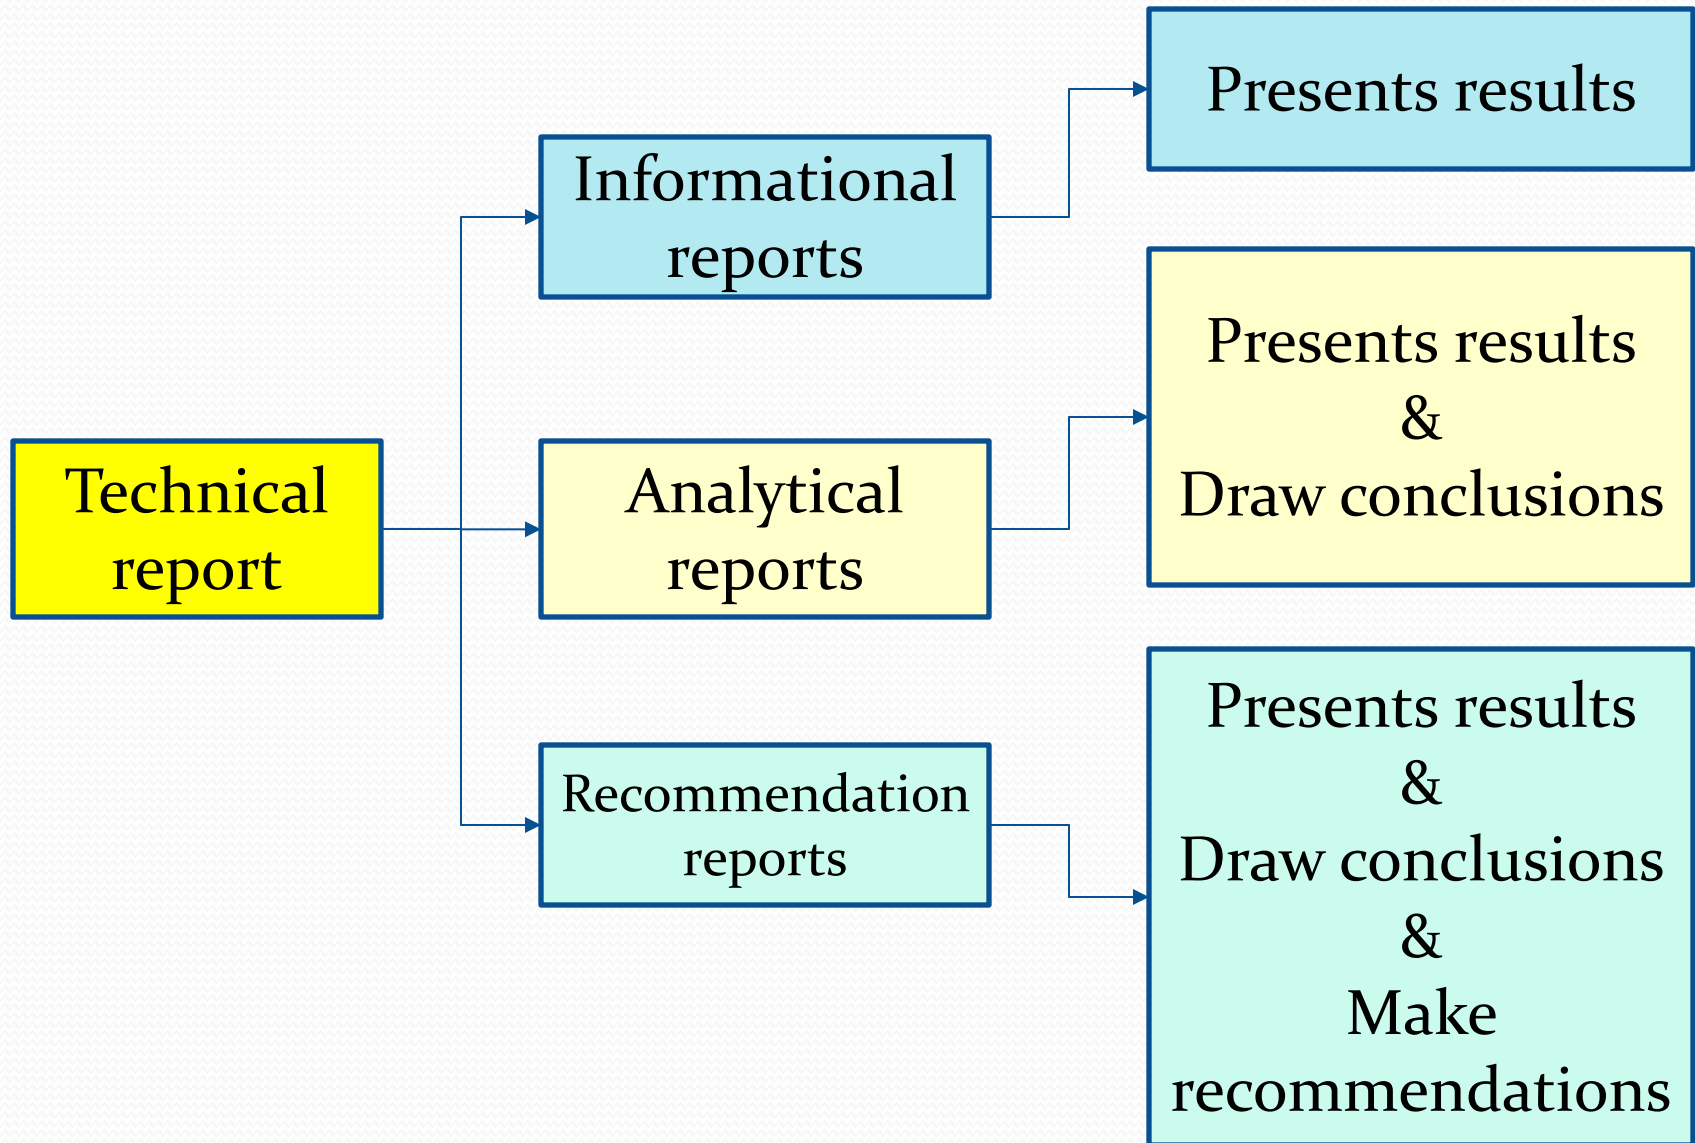 Technical
report
Informational
reports
Presents results
Analytical
reports
Presents results
&
Draw conclusions
Recommendation
reports
Presents results
&
Draw conclusions
&
Make
recommendations